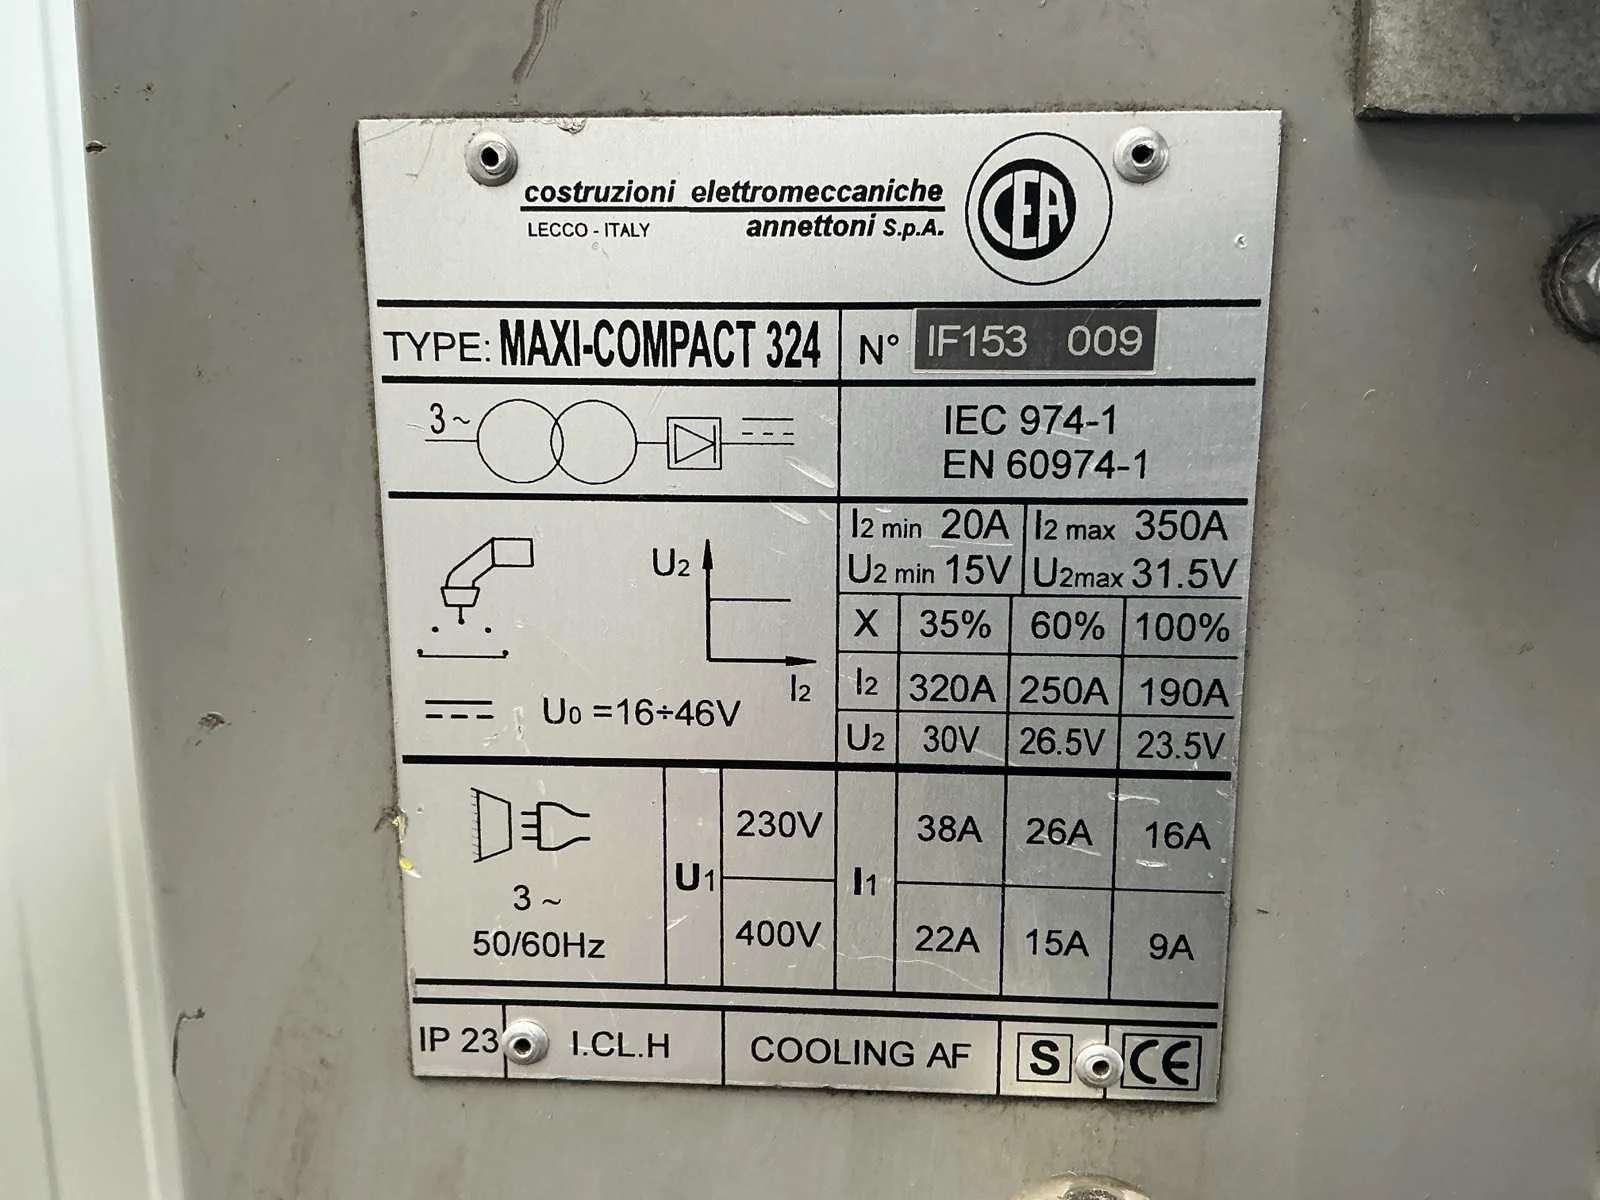 costruzioni elettromeccaniche
LECCO - ITALY annettoni S.p.A.
CEA
TYPE: MAXI-COMPACT 324 N° IF153 009
3~
IEC 974-1
EN 60974-1
I2 min 20A I2 max 350A
U2 min 15V U2max 31.5V
U2
I2
U0 =16÷46V
X 35% 60% 100%
I2 320A 250A 190A
U2 30V 26.5V 23.5V
3 ~
50/60Hz
U1
230V
400V
I1
38A 26A 16A
22A 15A 9A
IP 23 I.CL.H COOLING AF S CE